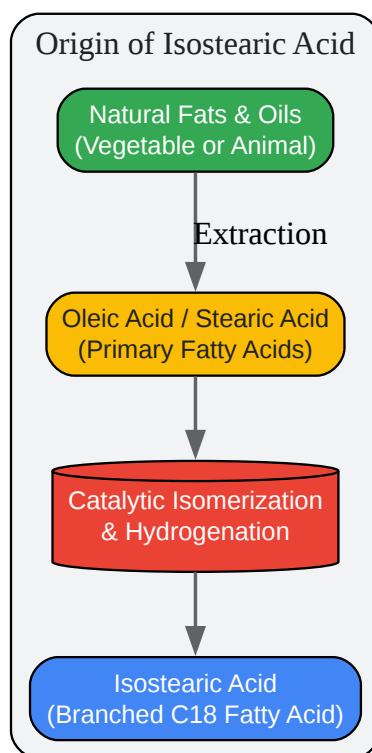 Origin of Isostearic Acid
Natural Fats & Oils
(Vegetable or Animal)
Extraction
Oleic Acid / Stearic Acid
(Primary Fatty Acids)
Catalytic Isomerization
& Hydrogenation
Isostearic Acid
(Branched C18 Fatty Acid)